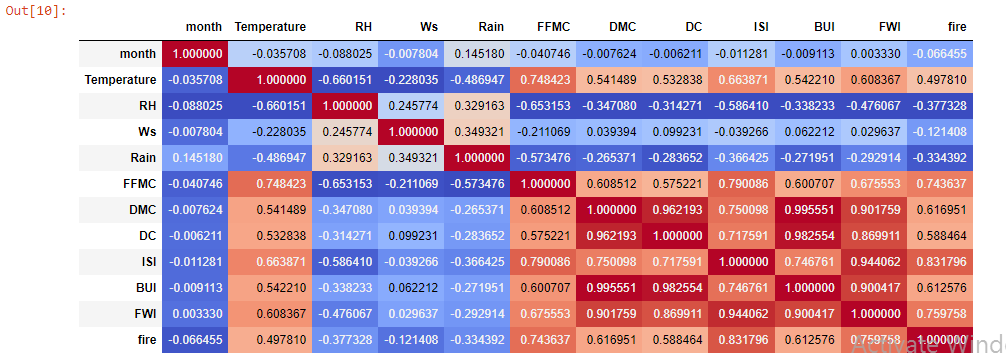 Out[10]:
month Temperature RH Ws Rain FFMC DMC DC ISI BUI FWI fire
month 1.000000 -0.035708 -0.088025 -0.007804 0.145180 -0.040746 -0.007624 -0.006211 -0.011281 -0.009113 0.003330 -0.066455
Temperature -0.035708 1.000000 -0.660151 -0.228035 -0.486947 0.748423 0.541489 0.532838 0.663871 0.542210 0.608367 0.497810
RH -0.088025 -0.660151 1.000000 0.245774 0.329163 -0.653153 -0.347080 -0.314271 -0.586410 -0.338233 -0.476067 -0.377328
Ws -0.007804 -0.228035 0.245774 1.000000 0.349321 -0.211069 0.039394 0.099231 -0.039266 0.062212 0.029637 -0.121408
Rain 0.145180 -0.486947 0.329163 0.349321 1.000000 -0.573476 -0.265371 -0.283652 -0.366425 -0.271951 -0.292914 -0.334392
FFMC -0.040746 0.748423 -0.653153 -0.211069 -0.573476 1.000000 0.608512 0.575221 0.790086 0.600707 0.675553 0.743637
DMC -0.007624 0.541489 -0.347080 0.039394 -0.265371 0.608512 1.000000 0.962193 0.750098 0.995551 0.901759 0.616951
DC -0.006211 0.532838 -0.314271 0.099231 -0.283652 0.575221 0.962193 1.000000 0.717591 0.982554 0.869911 0.588464
ISI -0.011281 0.663871 -0.586410 -0.039266 -0.366425 0.790086 0.750098 0.717591 1.000000 0.746761 0.944062 0.831796
BUI -0.009113 0.542210 -0.338233 0.062212 -0.271951 0.600707 0.995551 0.982554 0.746761 1.000000 0.900417 0.612576
FWI 0.003330 0.608367 -0.476067 0.029637 -0.292914 0.675553 0.901759 0.869911 0.944062 0.900417 1.000000 0.759758
fire -0.066455 0.497810 -0.377328 -0.121408 -0.334392 0.743637 0.616951 0.588464 0.831796 0.612576 0.759758 1.000000
Activate Wind